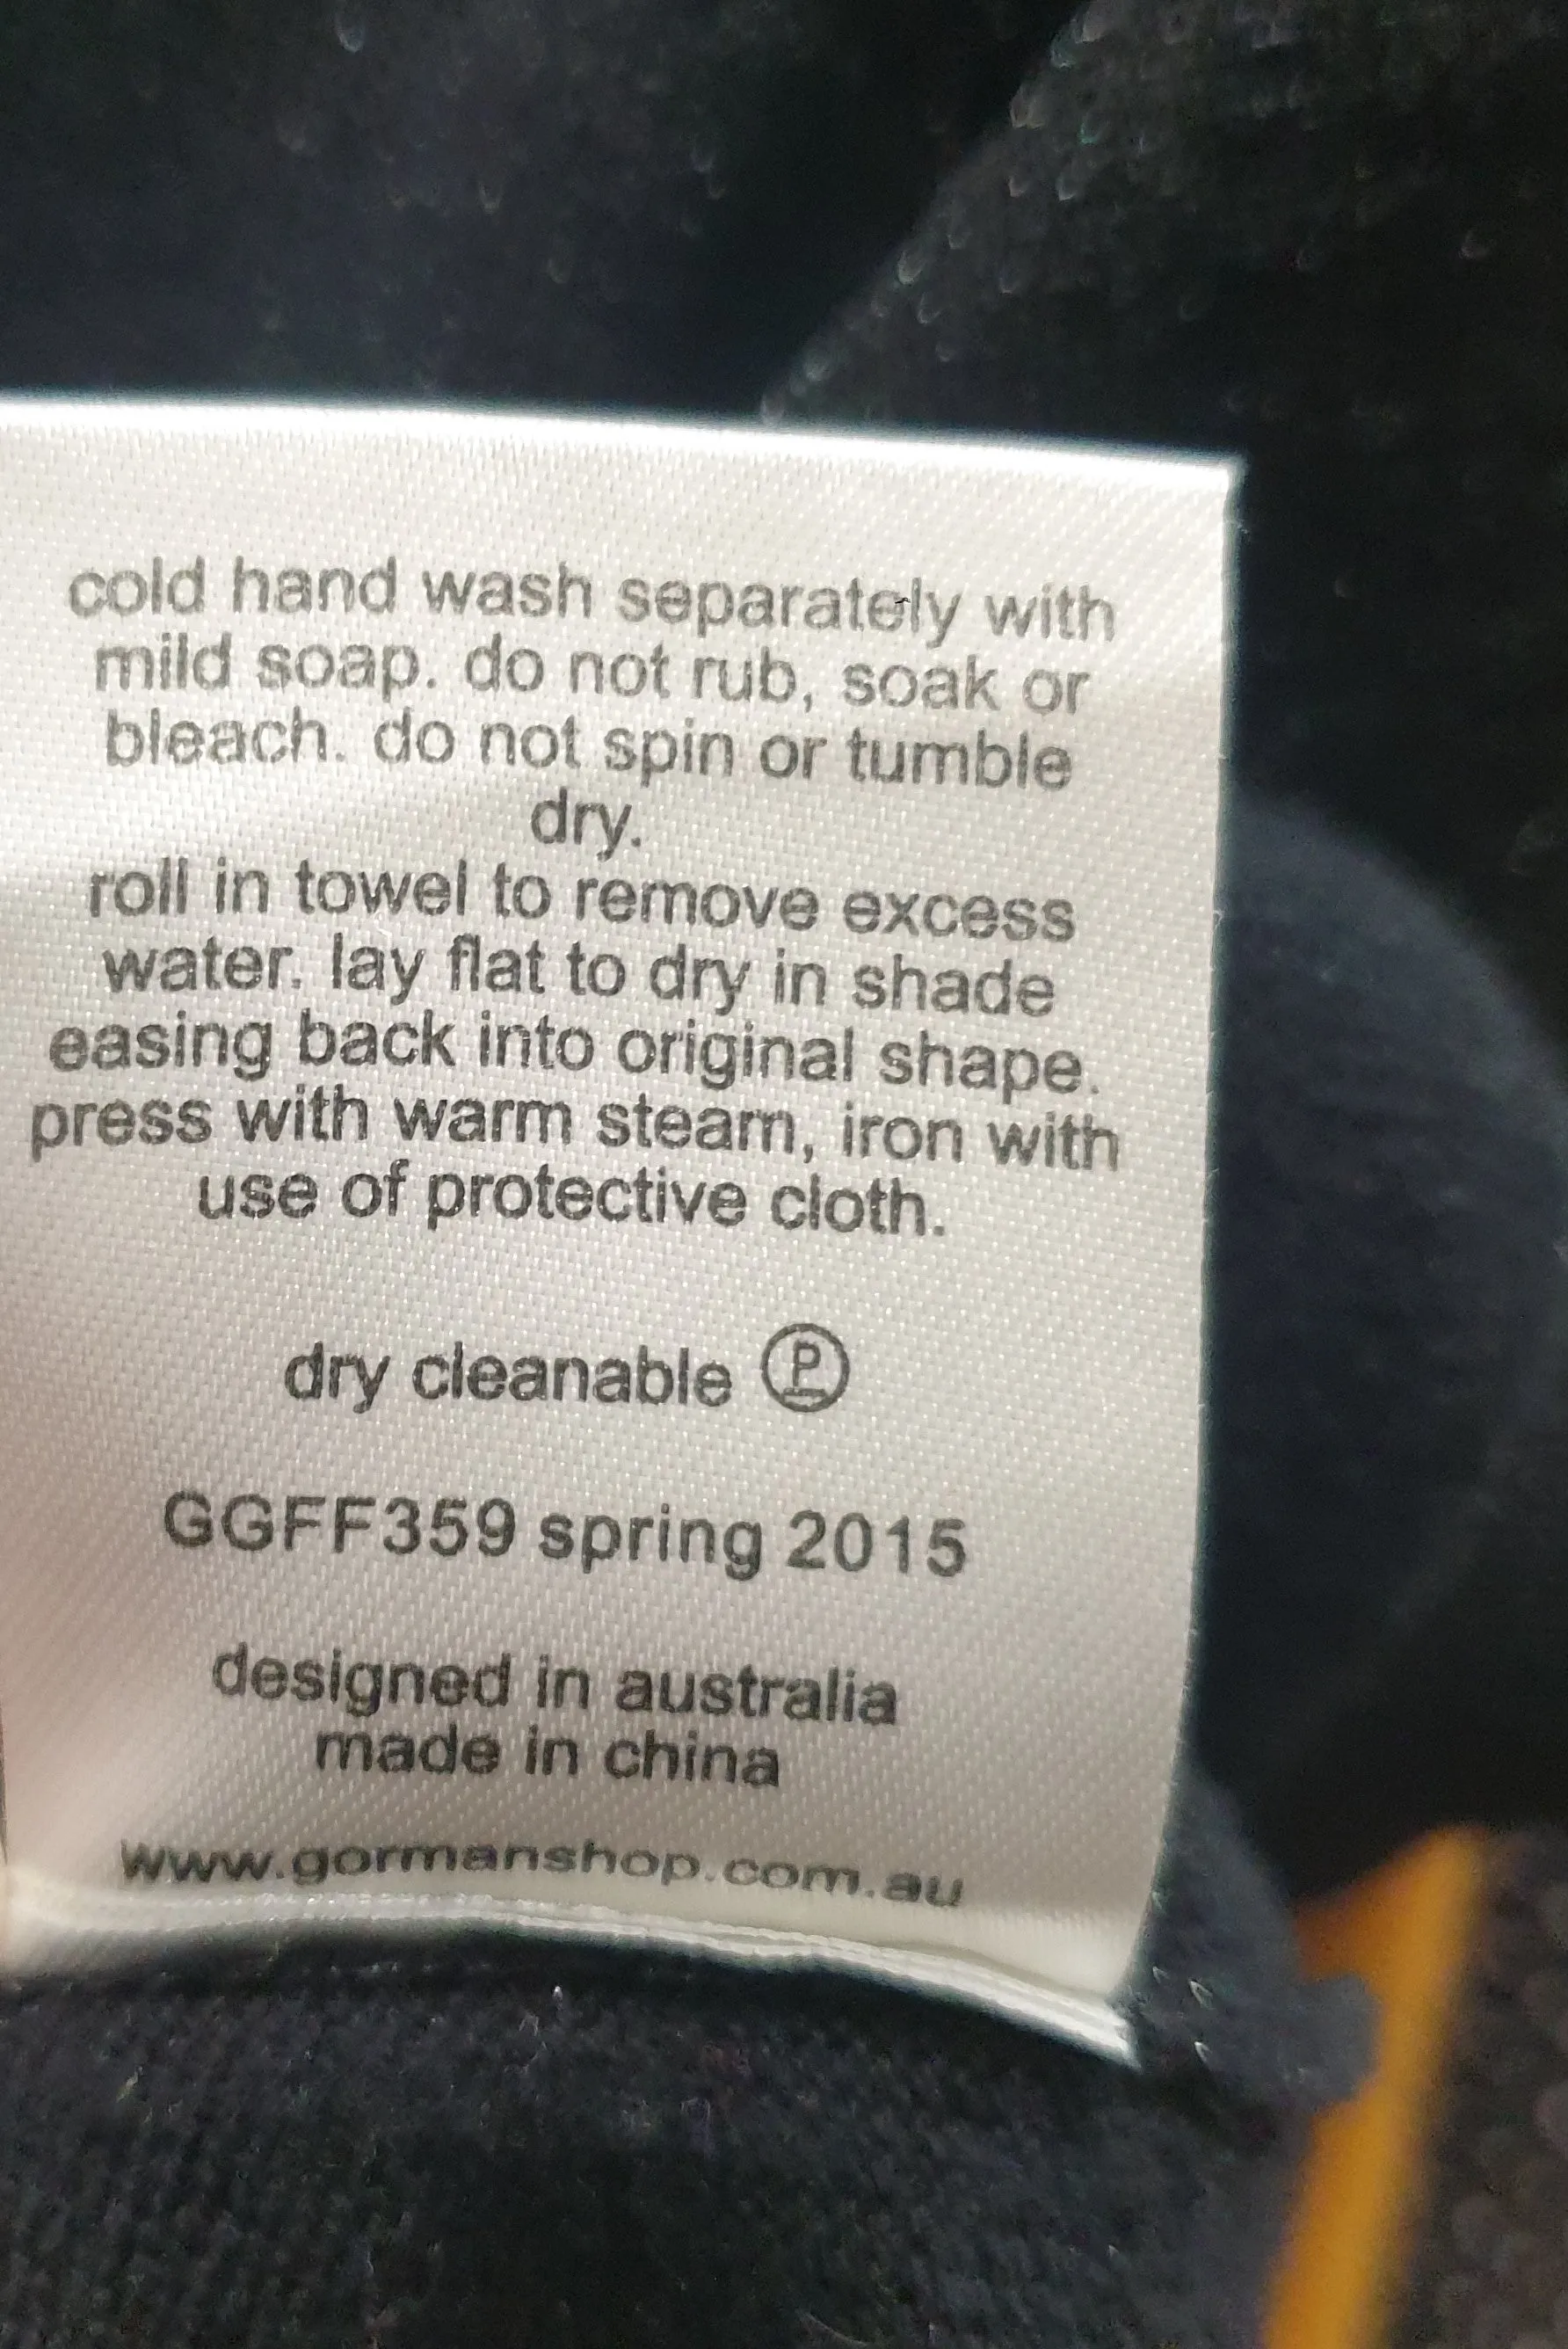 cold hand wash separately with
mild soap. do not rub, soak or
bleach. do not spin or tumble
dry.
roll in towel to remove excess
water. lay flat to dry in shade
easing back into original shape.
press with warm steam, iron with
use of protective cloth.
dry cleanable P
GGFF359 spring 2015
designed in australia
made in china
www.gormanshop.com.au